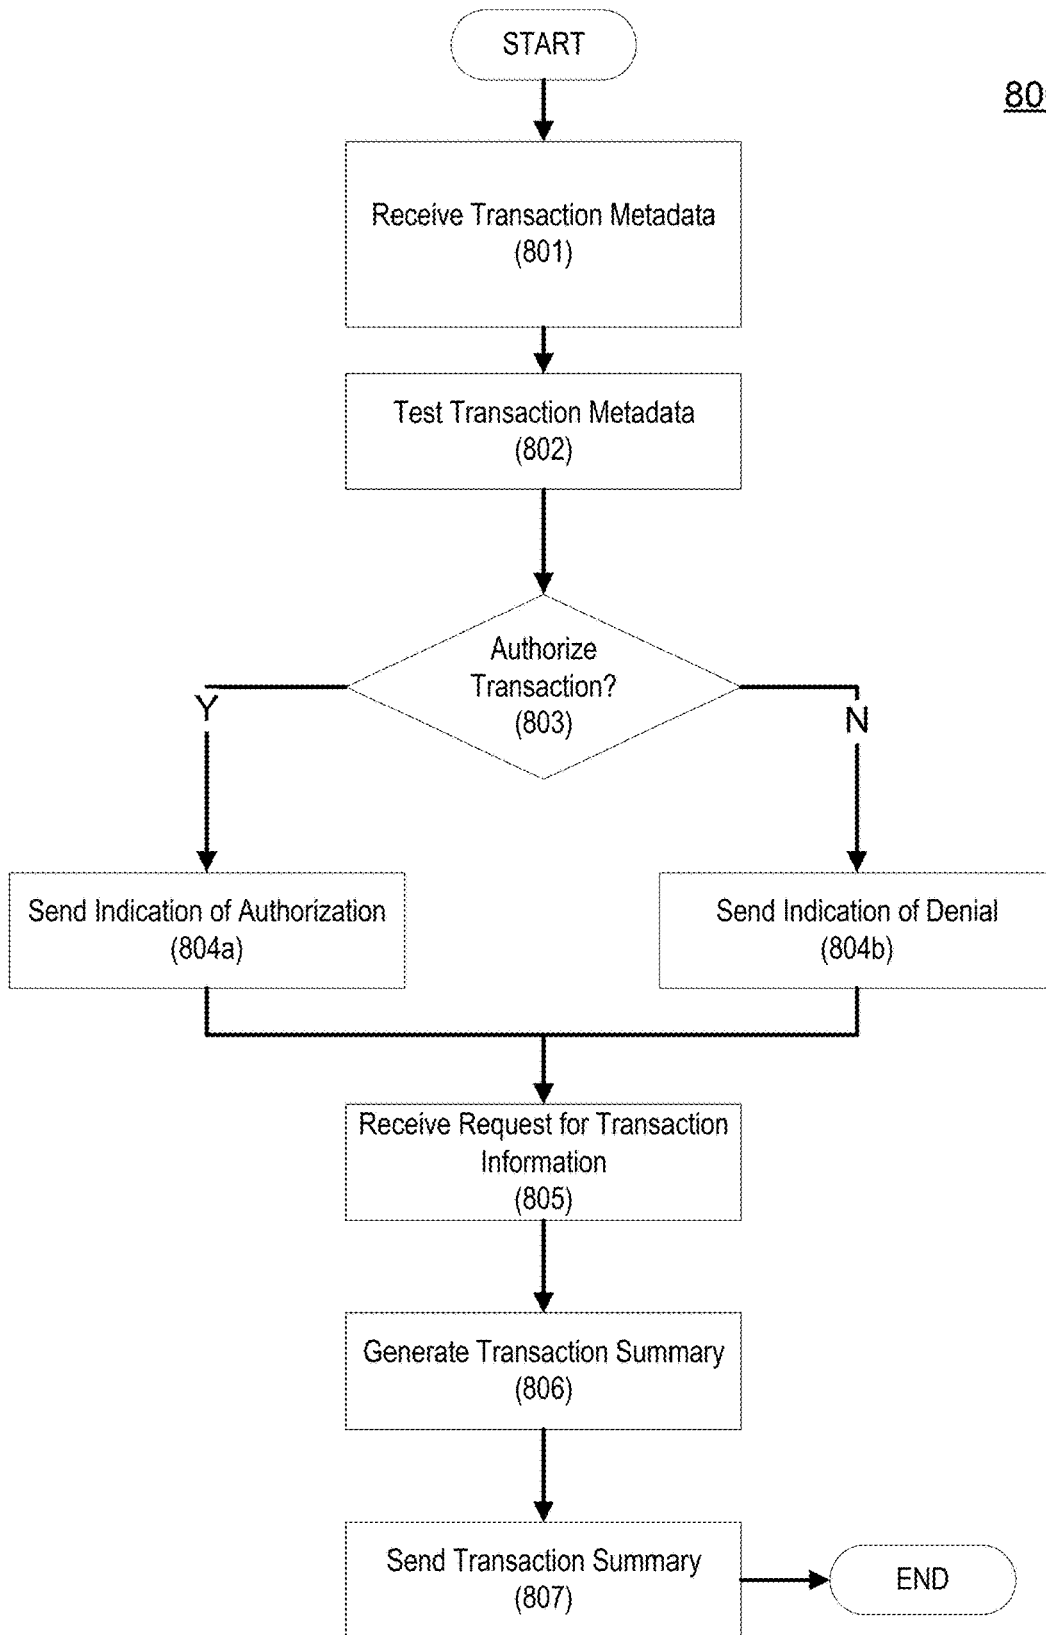 START
80
Receive Transaction Metadata
(801)
Test Transaction Metadata
(802)
Authorize
Transaction?
(803)
Y
N
Send Indication of Authorization
(804a)
Send Indication of Denial
(804b)
Receive Request for Transaction
Information
(805)
Generate Transaction Summary
(806)
Send Transaction Summary
(807)
END